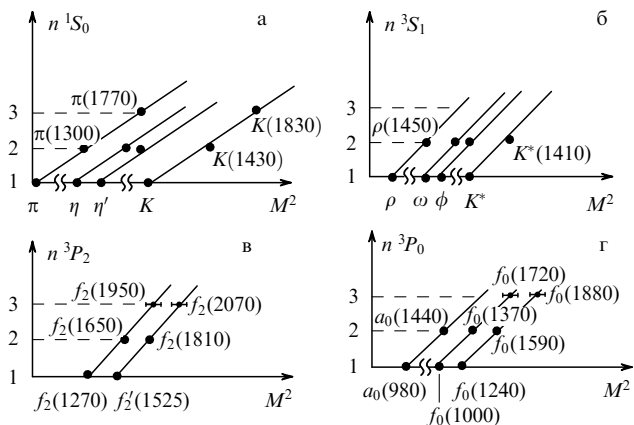 n ¹S₀ а
3
2
1
π(1770)
π(1300)
K(1830)
K(1430)
π η η′ K M²
n ³S₁ б
3
2
1
ρ(1450)
K*(1410)
ρ ω ϕ K* M²
n ³P₂ в
3
2
1
f₂(1950)
f₂(2070)
f₂(1650)
f₂(1810)
f₂(1270) f₂′(1525) M²
n ³P₀ г
3
2
1
f₀(1720)
f₀(1880)
a₀(1440)
f₀(1370)
f₀(1590)
a₀(980) f₀(1240) M²
f₀(1000)